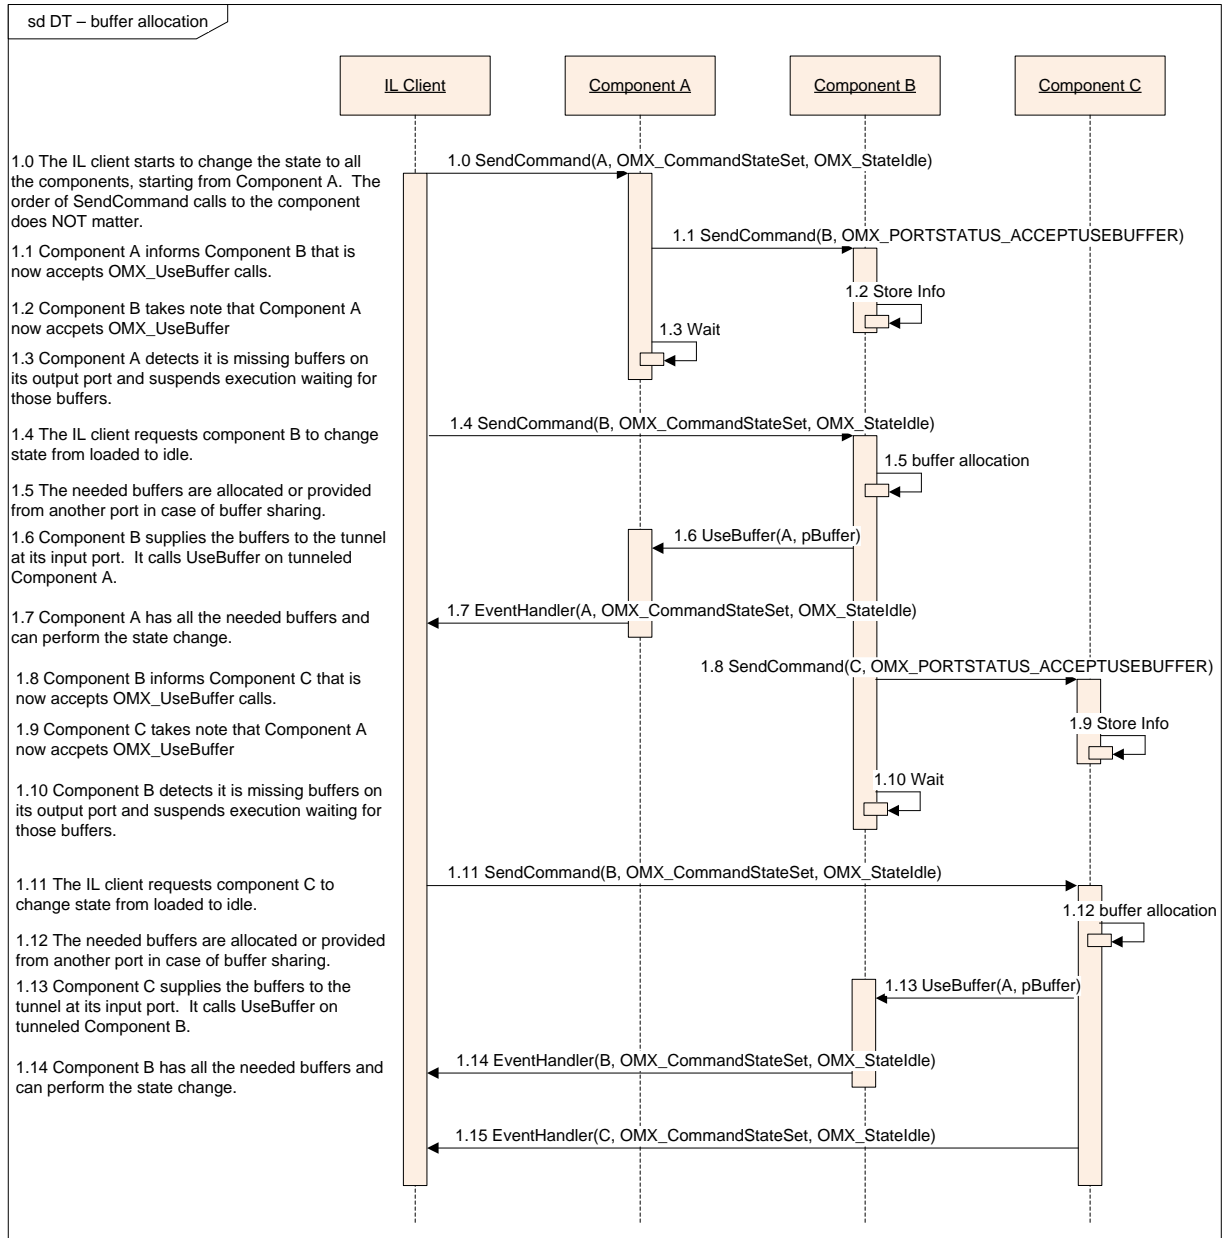 sd DT – buffer allocation
IL Client
Component A
Component B
Component C
1.0 The IL client starts to change the state to all
the components, starting from Component A.  The
order of SendCommand calls to the component
does NOT matter.
1.0 SendCommand(A, OMX_CommandStateSet, OMX_StateIdle)
1.1 Component A informs Component B that is
now accepts OMX_UseBuffer calls.
1.1 SendCommand(B, OMX_PORTSTATUS_ACCEPTUSEBUFFER)
1.2 Component B takes note that Component A
now accpets OMX_UseBuffer
1.2 Store Info
1.3 Wait
1.3 Component A detects it is missing buffers on
its output port and suspends execution waiting for
those buffers.
1.4 The IL client requests component B to change
state from loaded to idle.
1.4 SendCommand(B, OMX_CommandStateSet, OMX_StateIdle)
1.5 buffer allocation
1.5 The needed buffers are allocated or provided
from another port in case of buffer sharing.
1.6 Component B supplies the buffers to the tunnel
at its input port.  It calls UseBuffer on tunneled
Component A.
1.6 UseBuffer(A, pBuffer)
1.7 Component A has all the needed buffers and
can perform the state change.
1.7 EventHandler(A, OMX_CommandStateSet, OMX_StateIdle)
1.8 Component B informs Component C that is
now accepts OMX_UseBuffer calls.
1.8 SendCommand(C, OMX_PORTSTATUS_ACCEPTUSEBUFFER)
1.9 Component C takes note that Component A
now accpets OMX_UseBuffer
1.9 Store Info
1.10 Component B detects it is missing buffers on
its output port and suspends execution waiting for
those buffers.
1.10 Wait
1.11 The IL client requests component C to
change state from loaded to idle.
1.11 SendCommand(B, OMX_CommandStateSet, OMX_StateIdle)
1.12 buffer allocation
1.12 The needed buffers are allocated or provided
from another port in case of buffer sharing.
1.13 Component C supplies the buffers to the
tunnel at its input port.  It calls UseBuffer on
tunneled Component B.
1.13 UseBuffer(A, pBuffer)
1.14 Component B has all the needed buffers and
can perform the state change.
1.14 EventHandler(B, OMX_CommandStateSet, OMX_StateIdle)
1.15 EventHandler(C, OMX_CommandStateSet, OMX_StateIdle)